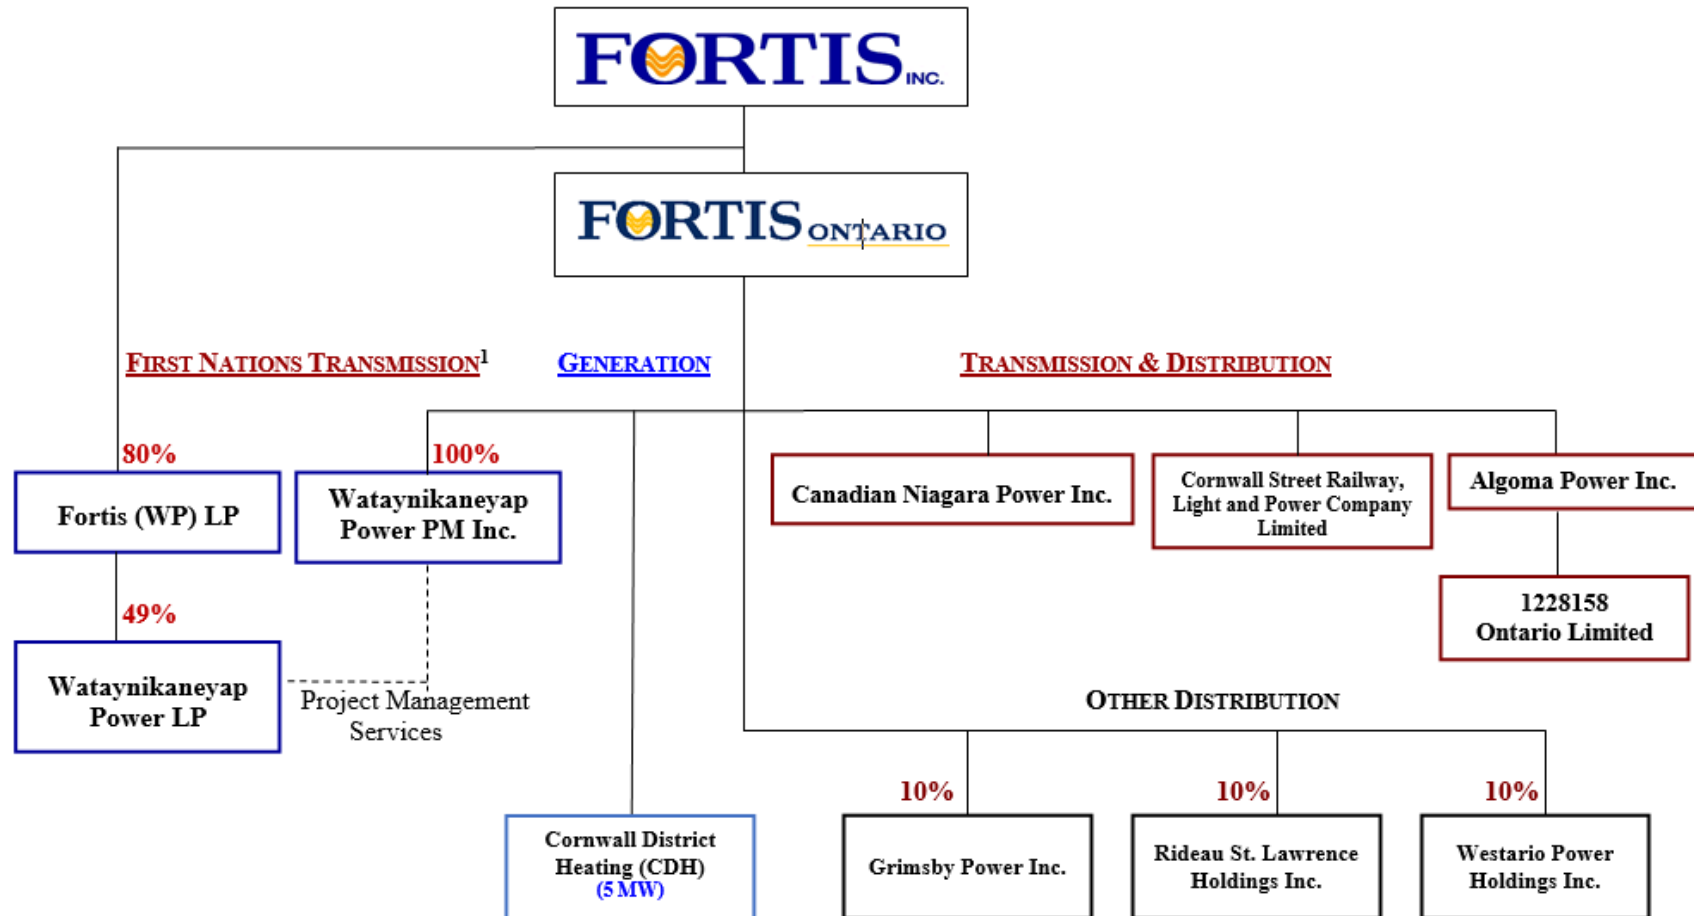 FORTIS INC.
FORTIS ONTARIO
FIRST NATIONS TRANSMISSION1
GENERATION
TRANSMISSION & DISTRIBUTION
80%
100%
Fortis (WP) LP
Wataynikaneyap
Power PM Inc.
Canadian Niagara Power Inc.
Cornwall Street Railway,
Light and Power Company
Limited
Algoma Power Inc.
49%
1228158
Ontario Limited
Wataynikaneyap
Power LP
Project Management
Services
OTHER DISTRIBUTION
10%
10%
10%
Cornwall District
Heating (CDH)
(5 MW)
Grimsby Power Inc.
Rideau St. Lawrence
Holdings Inc.
Westario Power
Holdings Inc.